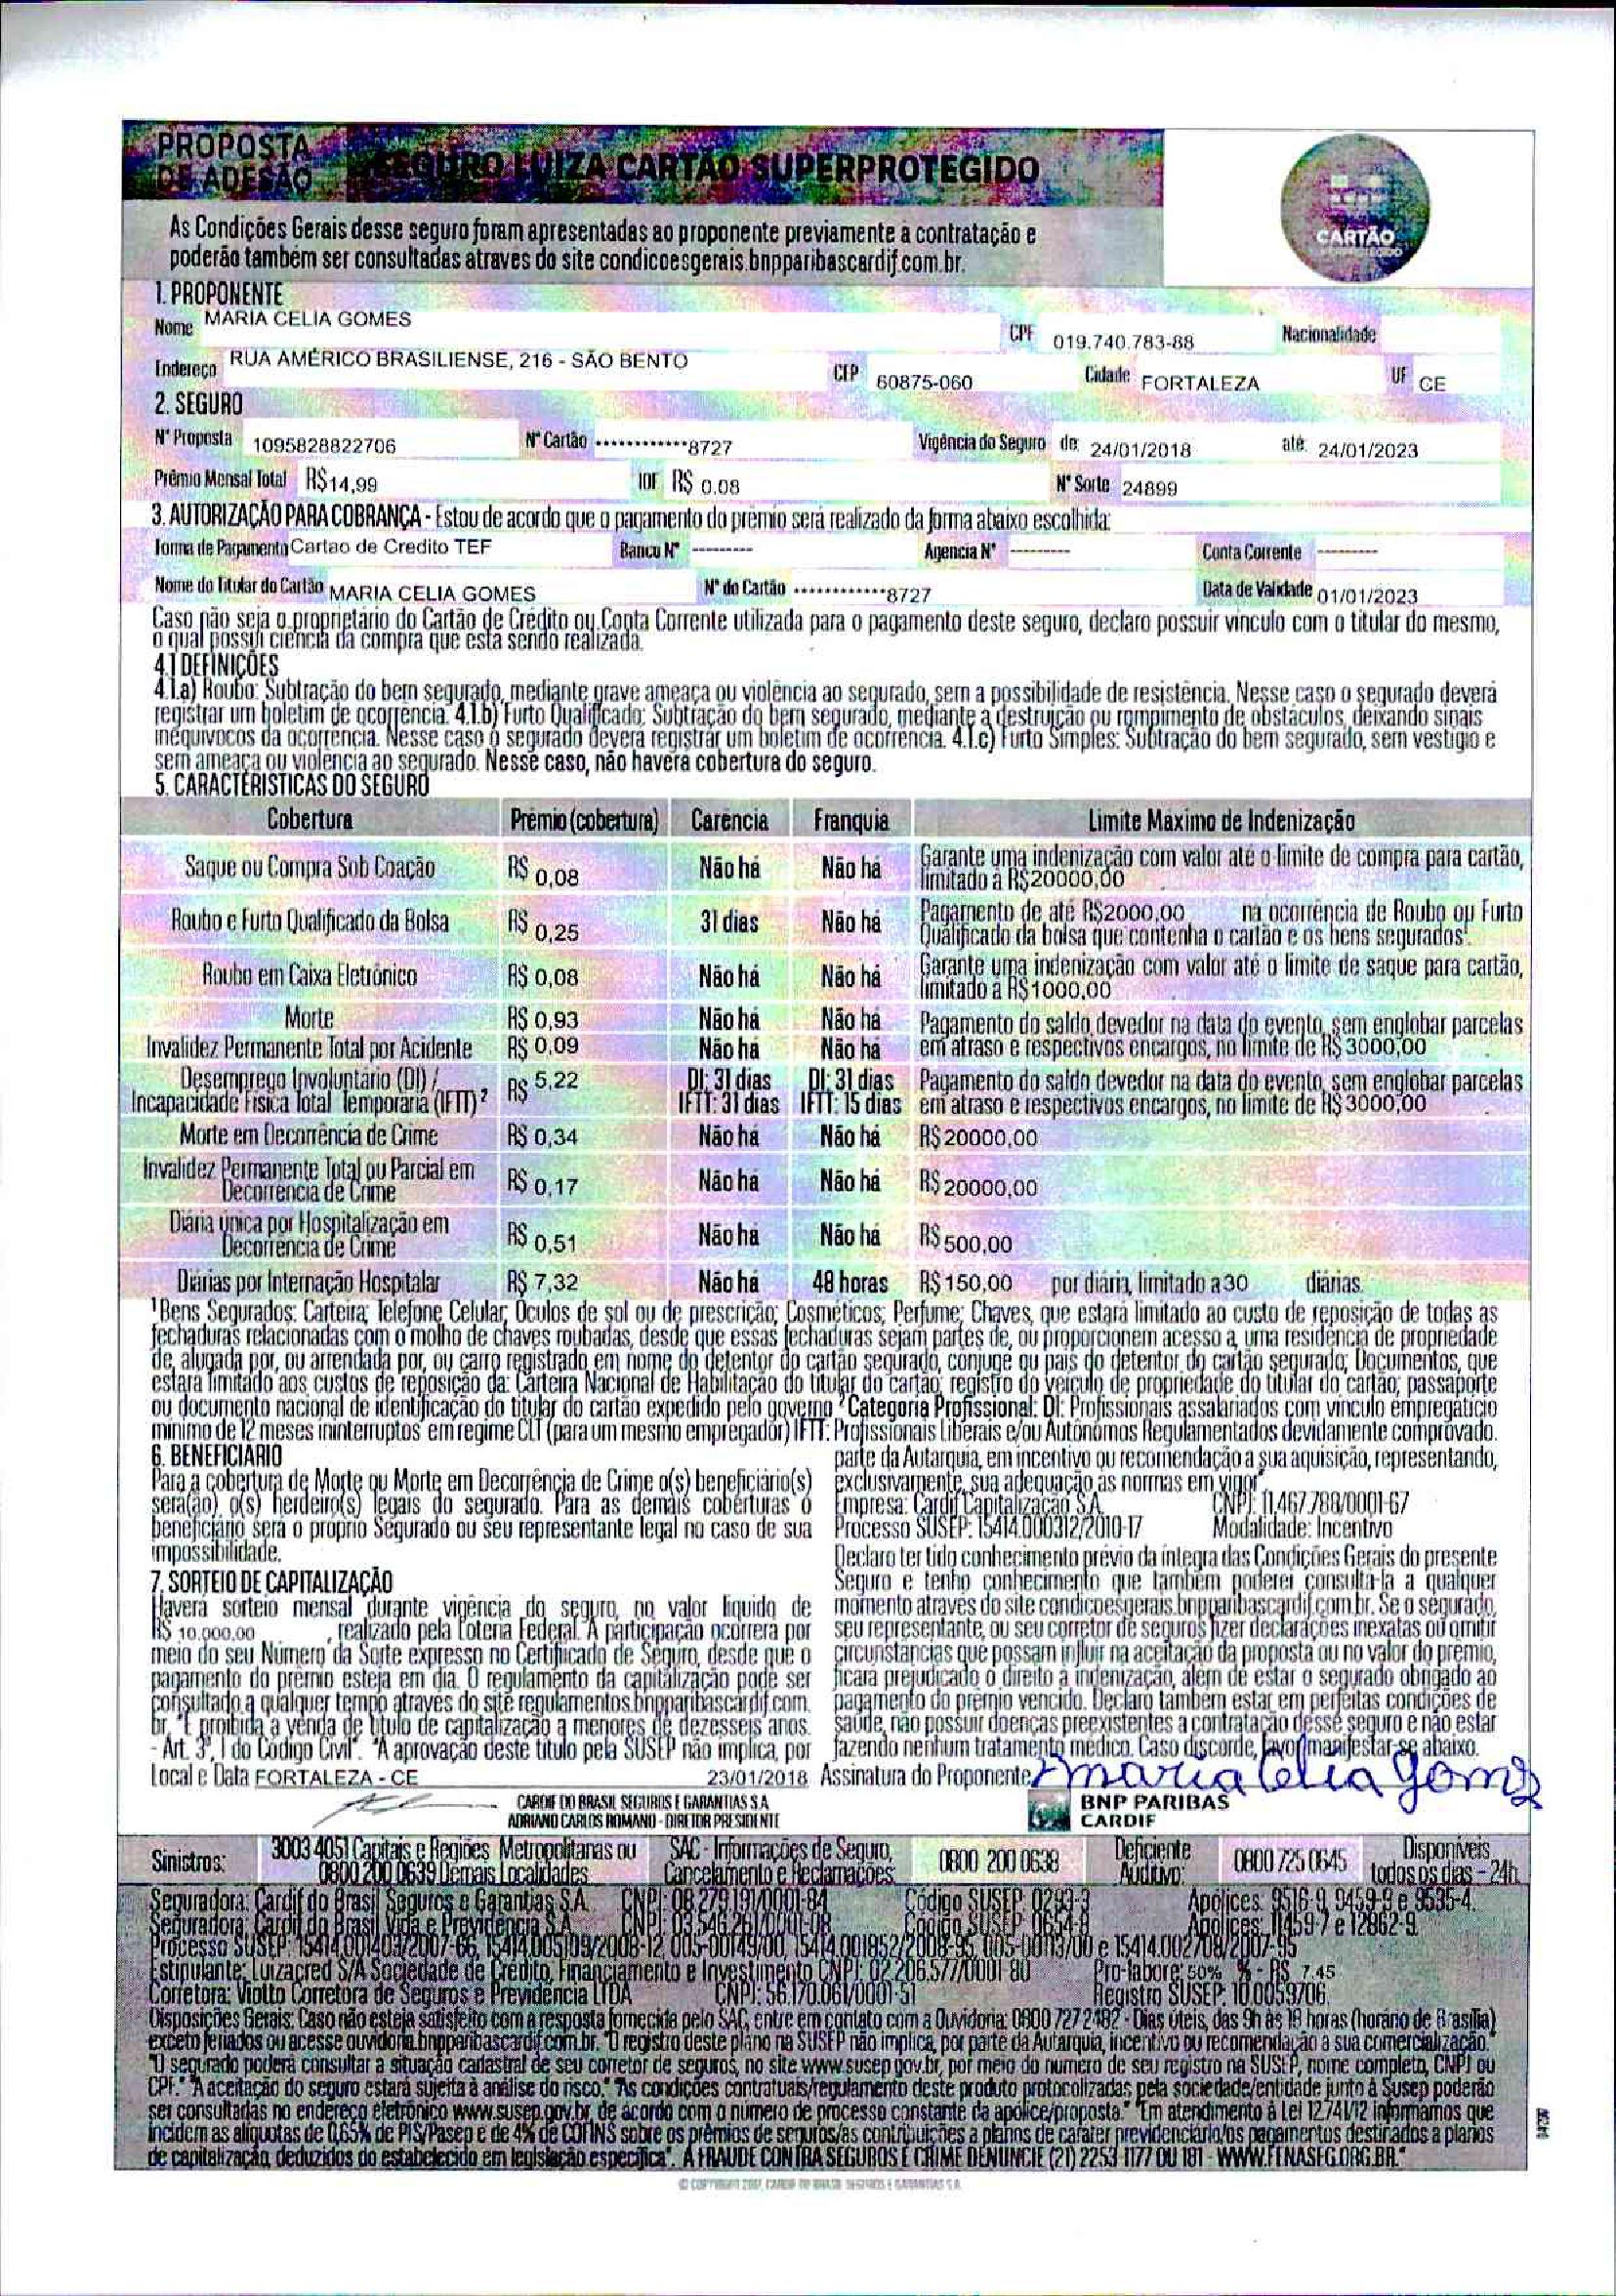 PROPOSTA
DE ADESÃO
SEGURO LUIZA CARTÃO SUPERPROTEGIDO
CARTÃO
As Condições Gerais desse seguro foram apresentadas ao proponente previamente à contratação e
poderão também ser consultadas através do site condicoesgerais.bnpparibascardif.com.br.
1. PROPONENTE
Nome MARIA CELIA GOMES CPF 019.740.783-88 Nacionalidade
Endereço RUA AMÉRICO BRASILIENSE, 216 - SÃO BENTO CEP 60875-060 Cidade FORTALEZA UF CE
2. SEGURO
Nº Proposta 1095828822706 Nº Cartão ************8727 Vigência do Seguro de: 24/01/2018 até: 24/01/2023
Prêmio Mensal Total R$14,99 IOF R$ 0,08 Nº Sorte 24899
3. AUTORIZAÇÃO PARA COBRANÇA - Estou de acordo que o pagamento do prêmio será realizado da forma abaixo escolhida:
Forma de Pagamento Cartao de Credito TEF Banco Nº --------- Agencia Nº --------- Conta Corrente ---------
Nome do Titular do Cartão MARIA CELIA GOMES Nº do Cartão ************8727 Data de Validade 01/01/2023
Caso não seja o proprietário do Cartão de Crédito ou Conta Corrente utilizada para o pagamento deste seguro, declaro possuir vínculo com o titular do mesmo,
o qual possui ciência da compra que está sendo realizada.
4.1 DEFINIÇÕES
4.1.a) Roubo: Subtração do bem segurado, mediante grave ameaça ou violência ao segurado, sem a possibilidade de resistência. Nesse caso o segurado deverá
registrar um boletim de ocorrência. 4.1.b) Furto Qualificado: Subtração do bem segurado, mediante a destruição ou rompimento de obstáculos, deixando sinais
inequívocos da ocorrência. Nesse caso o segurado deverá registrar um boletim de ocorrência. 4.1.c) Furto Simples: Subtração do bem segurado, sem vestígio e
sem ameaça ou violência ao segurado. Nesse caso, não haverá cobertura do seguro.
5. CARACTERÍSTICAS DO SEGURO
Cobertura Prêmio (cobertura) Carência Franquia Limite Máximo de Indenização
Saque ou Compra Sob Coação R$ 0,08 Não há Não há Garante uma indenização com valor até o limite de compra para cartão,
limitado à R$20000,00
Roubo e Furto Qualificado da Bolsa R$ 0,25 31 dias Não há Pagamento de até R$2000,00 na ocorrência de Roubo ou Furto
Qualificado da bolsa que contenha o cartão e os bens segurados¹.
Roubo em Caixa Eletrônico R$ 0,08 Não há Não há Garante uma indenização com valor até o limite de saque para cartão,
limitado à R$1000,00
Morte R$ 0,93 Não há Não há Pagamento do saldo devedor na data do evento, sem englobar parcelas
Invalidez Permanente Total por Acidente R$ 0,09 Não há Não há em atraso e respectivos encargos, no limite de R$ 3000,00
Desemprego Involuntário (DI) / R$ 5,22 DI: 31 dias DI: 31 dias Pagamento do saldo devedor na data do evento, sem englobar parcelas
Incapacidade Física Total Temporária (IFTT)² IFTT: 31 dias IFTT: 15 dias em atraso e respectivos encargos, no limite de R$ 3000,00
Morte em Decorrência de Crime R$ 0,34 Não há Não há R$20000,00
Invalidez Permanente Total ou Parcial em
Decorrência de Crime R$ 0,17 Não há Não há R$20000,00
Diária única por Hospitalização em
Decorrência de Crime R$ 0,51 Não há Não há R$500,00
Diárias por Internação Hospitalar R$ 7,32 Não há 48 horas R$150,00 por diária, limitado a 30 diárias.
¹Bens Segurados: Carteira; Telefone Celular; Óculos de sol ou de prescrição; Cosméticos; Perfume; Chaves, que estará limitado ao custo de reposição de todas as
fechaduras relacionadas com o molho de chaves roubadas, desde que essas fechaduras sejam partes de, ou proporcionem acesso a, uma residência de propriedade
de, alugada por, ou arrendada por, ou carro registrado em nome do detentor do cartão segurado, conjuge ou pais do detentor do cartão segurado; Documentos, que
estará limitado aos custos de reposição da: Carteira Nacional de Habilitação do titular do cartão; registro do veículo de propriedade do titular do cartão; passaporte
ou documento nacional de identificação do titular do cartão expedido pelo governo ²Categoria Profissional: DI: Profissionais assalariados com vínculo empregatício
mínimo de 12 meses ininterruptos em regime CLT (para um mesmo empregador) IFTT: Profissionais Liberais e/ou Autônomos Regulamentados devidamente comprovado.
6. BENEFICIÁRIO
Para a cobertura de Morte ou Morte em Decorrência de Crime o(s) beneficiário(s)
será(ão) o(s) herdeiro(s) legais do segurado. Para as demais coberturas o
beneficiário será o próprio Segurado ou seu representante legal no caso de sua
impossibilidade.
7. SORTEIO DE CAPITALIZAÇÃO
Haverá sorteio mensal durante vigência do seguro, no valor líquido de
R$ 10.000,00 , realizado pela Loteria Federal. A participação ocorrerá por
meio do seu Número da Sorte expresso no Certificado de Seguro, desde que o
pagamento do prêmio esteja em dia. O regulamento da capitalização pode ser
consultado a qualquer tempo através do site regulamentos.bnpparibascardif.com.
br. "É proibida a venda de título de capitalização a menores de dezesseis anos.
- Art. 3º, I do Código Civil". "A aprovação deste título pela SUSEP não implica, por
parte da Autarquia, em incentivo ou recomendação a sua aquisição, representando,
exclusivamente, sua adequação às normas em vigor"
Empresa: Cardif Capitalização S.A. CNPJ: 11.467.788/0001-67
Processo SUSEP: 15414.000312/2010-17 Modalidade: Incentivo
Declaro ter tido conhecimento prévio da íntegra das Condições Gerais do presente
Seguro e tenho conhecimento que também poderei consultá-la a qualquer
momento através do site condicoesgerais.bnpparibascardif.com.br. Se o segurado,
seu representante, ou seu corretor de seguros fizer declarações inexatas ou omitir
circunstâncias que possam influir na aceitação da proposta ou no valor do prêmio,
ficará prejudicado o direito à indenização, além de estar o segurado obrigado ao
pagamento do prêmio vencido. Declaro também estar em perfeitas condições de
saúde, não possuir doenças preexistentes a contratação desse seguro e não estar
fazendo nenhum tratamento médico. Caso discorde, favor manifestar-se abaixo.
Local e Data FORTALEZA - CE 23/01/2018 Assinatura do Proponente Maria Celia Gomes
CARDIF DO BRASIL SEGUROS E GARANTIAS S.A
ADRIANO CARLOS ROMANO - DIRETOR PRESIDENTE
BNP PARIBAS
CARDIF
Sinistros: 3003 4051 Capitais e Regiões Metropolitanas ou
0800 200 0639 Demais Localidades
SAC - Informações de Seguro,
Cancelamento e Reclamações: 0800 200 0638
Deficiente
Auditivo: 0800 725 0645
Disponíveis
todos os dias - 24h
Seguradora: Cardif do Brasil Seguros e Garantias S.A. CNPJ: 08.279.191/0001-84 Código SUSEP: 0293-3 Apólices: 9516-9, 9459-9 e 9535-4.
Seguradora: Cardif do Brasil Vida e Previdência S.A. CNPJ: 03.546.261/0001-08 Código SUSEP: 0654-8 Apólices: 11459-7 e 12862-9.
Processo SUSEP:
Estipulante: Luizacred S/A Sociedade de Crédito, Financiamento e Investimento CNPJ: 02.206.577/0001-80 Pro-labore: 50% % - R$ 7.45
Corretora: Viotto Corretora de Seguros e Previdência LTDA CNPJ: 56.170.061/0001-51 Registro SUSEP: 10.0059706
Disposições Gerais: Caso não esteja satisfeito com a resposta fornecida pelo SAC, entre em contato com a Ouvidoria: 0800 727 2482 - Dias úteis, das 9h às 18 horas (horário de Brasília)
exceto feriados ou acesse ouvidoria.bnpparibascardif.com.br. "O registro deste plano na SUSEP não implica, por parte da Autarquia, incentivo ou recomendação a sua comercialização."
"O segurado poderá consultar a situação cadastral de seu corretor de seguros, no site www.susep.gov.br, por meio do número de seu registro na SUSEP, nome completo, CNPJ ou
CPF." "A aceitação do seguro estará sujeita à análise do risco." "As condições contratuais/regulamento deste produto protocolizadas pela sociedade/entidade junto à Susep poderão
ser consultadas no endereço eletrônico www.susep.gov.br, de acordo com o número de processo constante da apólice/proposta." "Em atendimento à Lei 12.741/12 informamos que
incidem as alíquotas de 0,65% de PIS/Pasep e de 4% de COFINS sobre os prêmios de seguros/as contribuições a planos de caráter previdenciário/os pagamentos destinados a planos
de capitalização, deduzidos do estabelecido em legislação específica". A FRAUDE CONTRA SEGUROS É CRIME DENUNCIE (21) 2253-1177 OU 181 - WWW.FENASEG.ORG.BR."
© COPYRIGHT 2007, CARDIF DO BRASIL SEGUROS E GARANTIAS S.A.